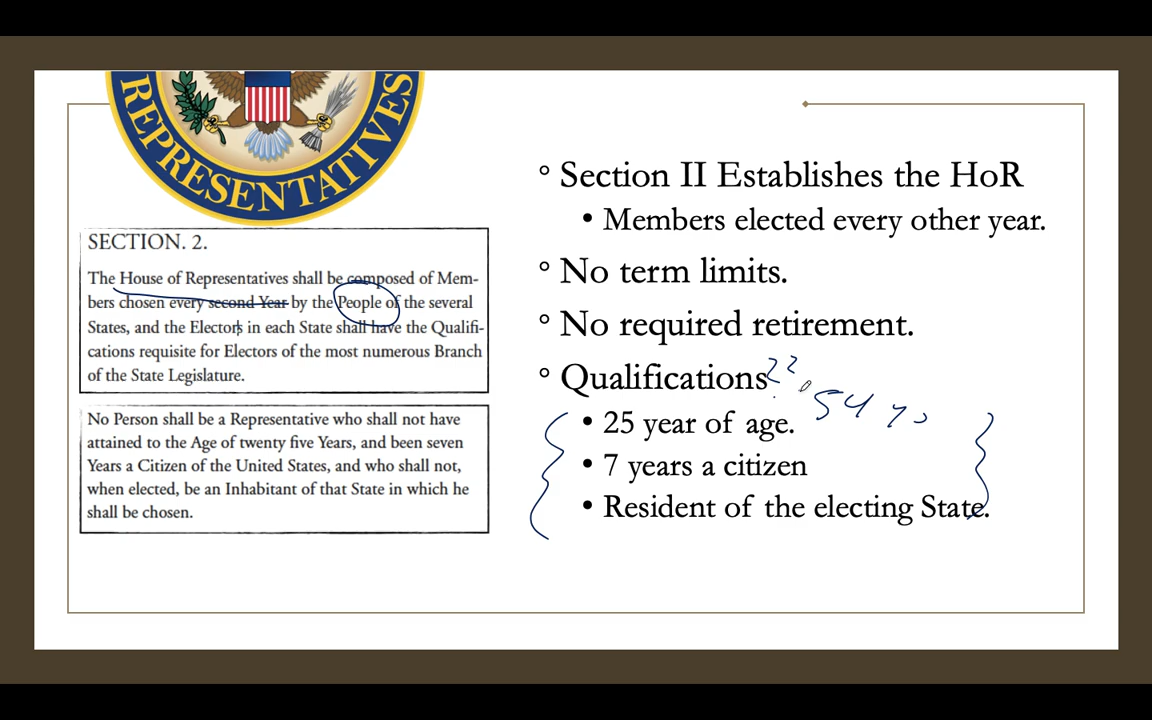 REPRESENTATIVES
SECTION. 2.
The House of Representatives shall be composed of Mem-
bers chosen every second Year by the People of the several
States, and the Electors in each State shall have the Qualifi-
cations requisite for Electors of the most numerous Branch
of the State Legislature.
No Person shall be a Representative who shall not have
attained to the Age of twenty five Years, and been seven
Years a Citizen of the United States, and who shall not,
when elected, be an Inhabitant of that State in which he
shall be chosen.
° Section II Establishes the HoR
• Members elected every other year.
° No term limits.
° No required retirement.
° Qualifications
22
• 25 year of age.
54
• 7 years a citizen
• Resident of the electing State.